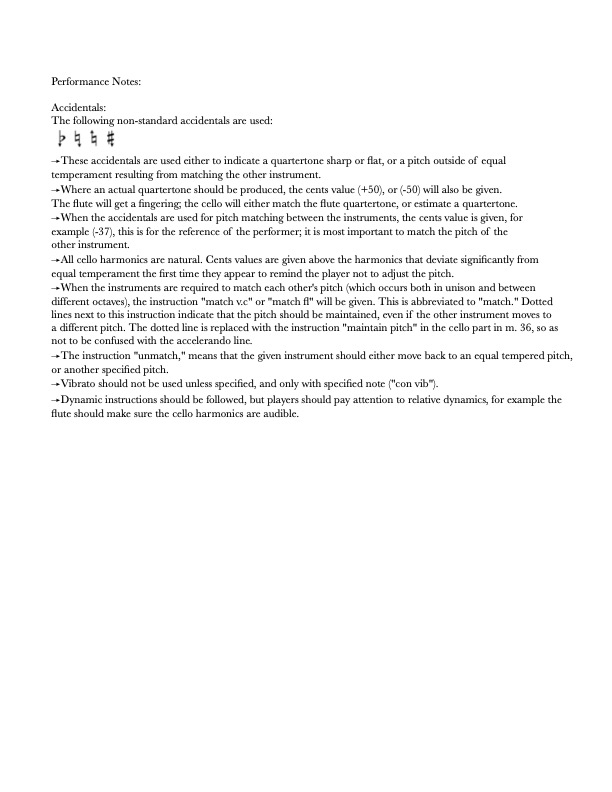 Performance Notes:
Accidentals:
The following non-standard accidentals are used:
→These accidentals are used either to indicate a quartertone sharp or flat, or a pitch outside of equal
temperament resulting from matching the other instrument.
→Where an actual quartertone should be produced, the cents value (+50), or (-50) will also be given.
The flute will get a fingering; the cello will either match the flute quartertone, or estimate a quartertone.
→When the accidentals are used for pitch matching between the instruments, the cents value is given, for
example (-37), this is for the reference of the performer; it is most important to match the pitch of the
other instrument.
→All cello harmonics are natural. Cents values are given above the harmonics that deviate significantly from
equal temperament the first time they appear to remind the player not to adjust the pitch.
→When the instruments are required to match each other's pitch (which occurs both in unison and between
different octaves), the instruction "match v.c" or "match fl" will be given. This is abbreviated to "match." Dotted
lines next to this instruction indicate that the pitch should be maintained, even if the other instrument moves to
a different pitch. The dotted line is replaced with the instruction "maintain pitch" in the cello part in m. 36, so as
not to be confused with the accelerando line.
→The instruction "unmatch," means that the given instrument should either move back to an equal tempered pitch,
or another specified pitch.
→Vibrato should not be used unless specified, and only with specified note ("con vib").
→Dynamic instructions should be followed, but players should pay attention to relative dynamics, for example the
flute should make sure the cello harmonics are audible.